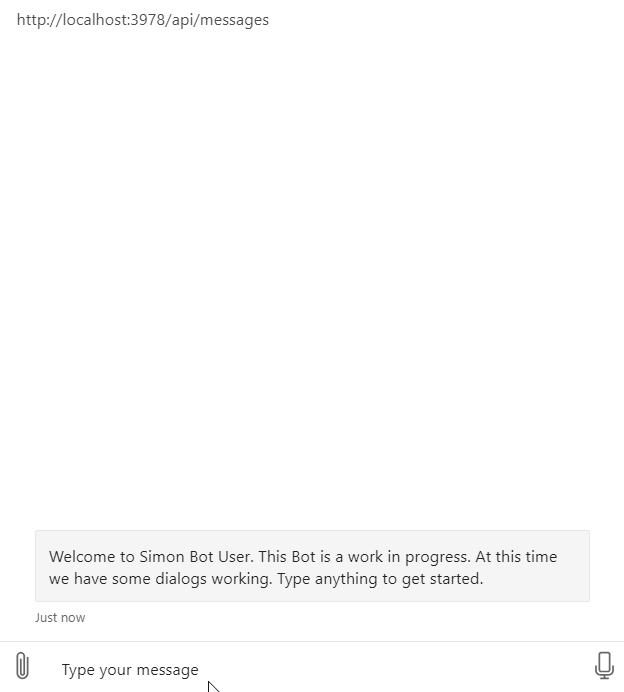 http://localhost:3978/api/messages
Welcome to Simon Bot User. This Bot is a work in progress. At this time
we have some dialogs working. Type anything to get started.
Just now
Type your message